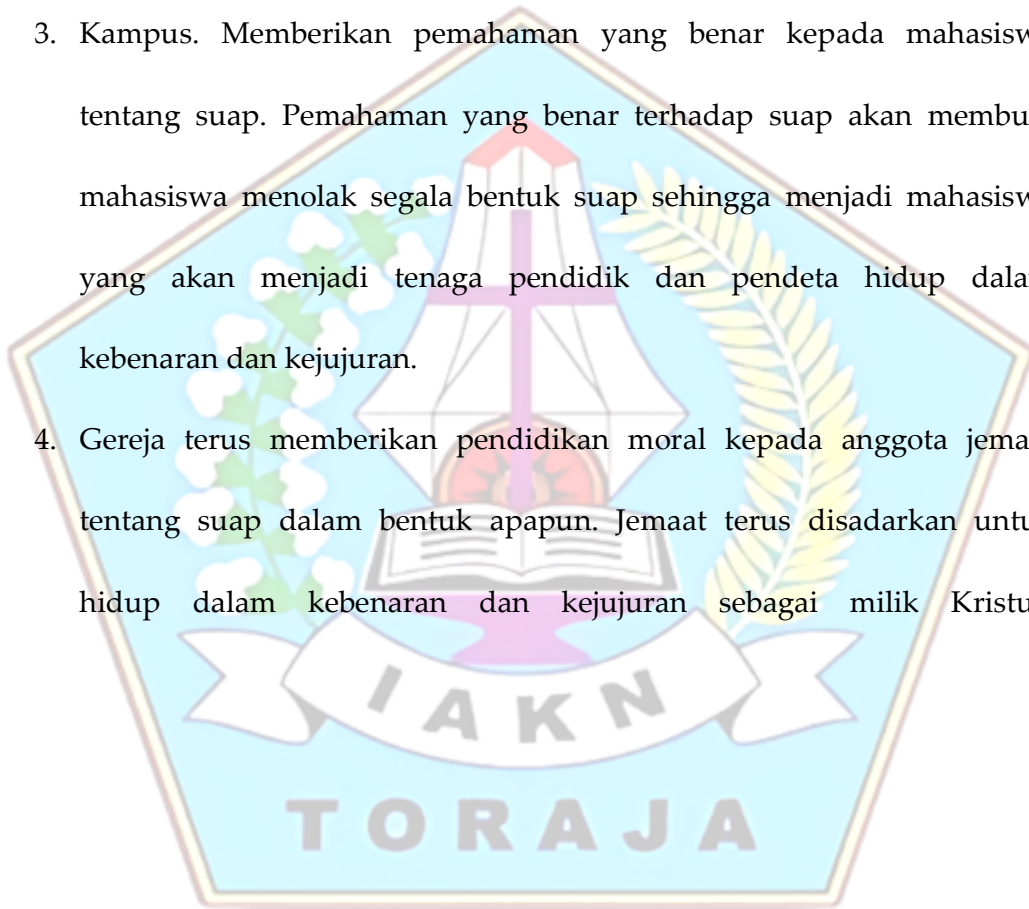 3. Kampus. Memberikan pemahaman yang benar kepada mahasisw
tentang suap. Pemahaman yang benar terhadap suap akan membu
mahasiswa menolak segala bentuk suap sehingga menjadi mahasisw
yang akan menjadi tenaga pendidik dan pendeta hidup dala
kebenaran dan kejujuran.
4. Gereja terus memberikan pendidikan moral kepada anggota jema
tentang suap dalam bentuk apapun. Jemaat terus disadarkan untu
hidup dalam kebenaran dan kejujuran sebagai milik Kristu
IAKN
TORAJA